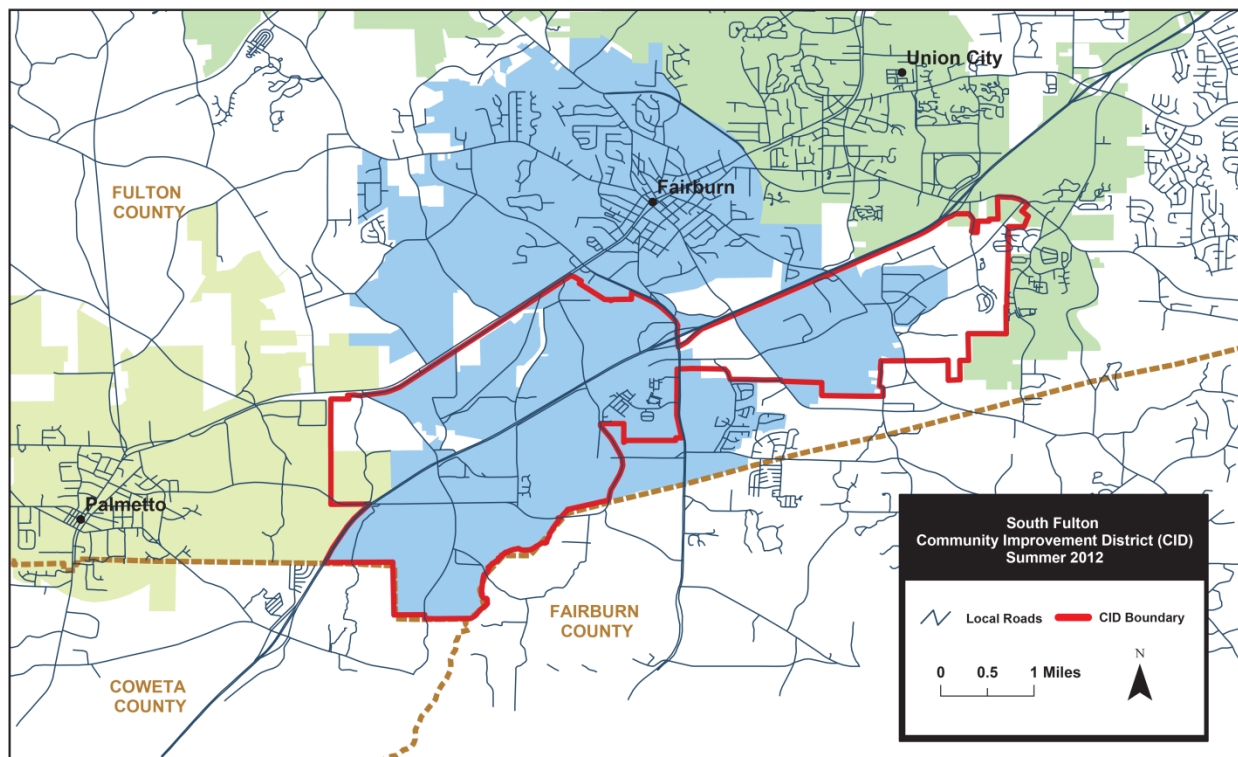 Union City
Fairburn
FULTON
COUNTY
Palmetto
FAIRBURN
COUNTY
COWETA
COUNTY
South Fulton
Community Improvement District (CID)
Summer 2012
Local Roads CID Boundary
N
0 0.5 1 Miles